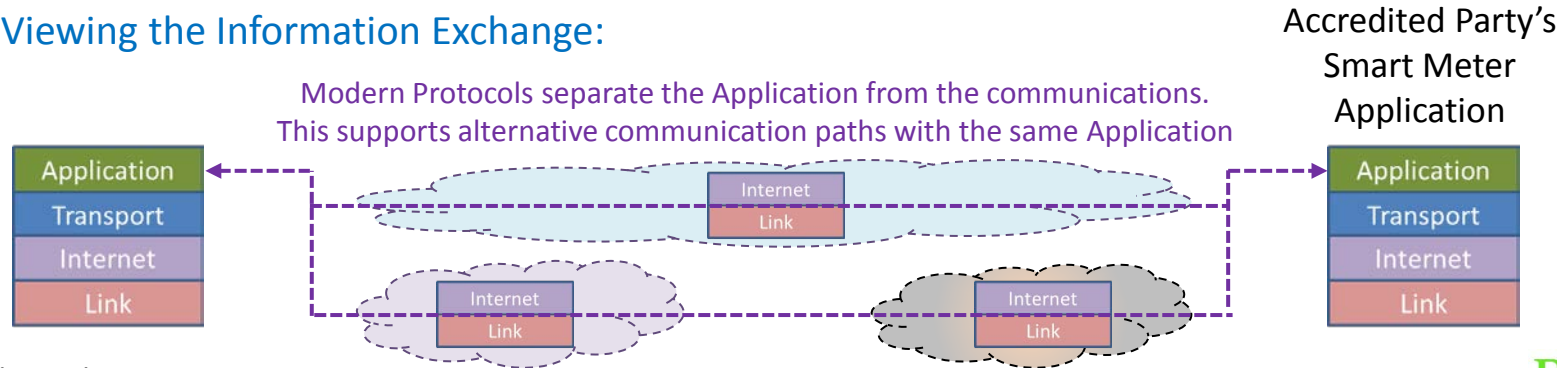 Viewing the Information Exchange:
Accredited Party’s
Smart Meter
Application
Modern Protocols separate the Application from the communications.
This supports alternative communication paths with the same Application
Application
Transport
Internet
Link
Internet
Link
Internet
Link
Internet
Link
Application
Transport
Internet
Link